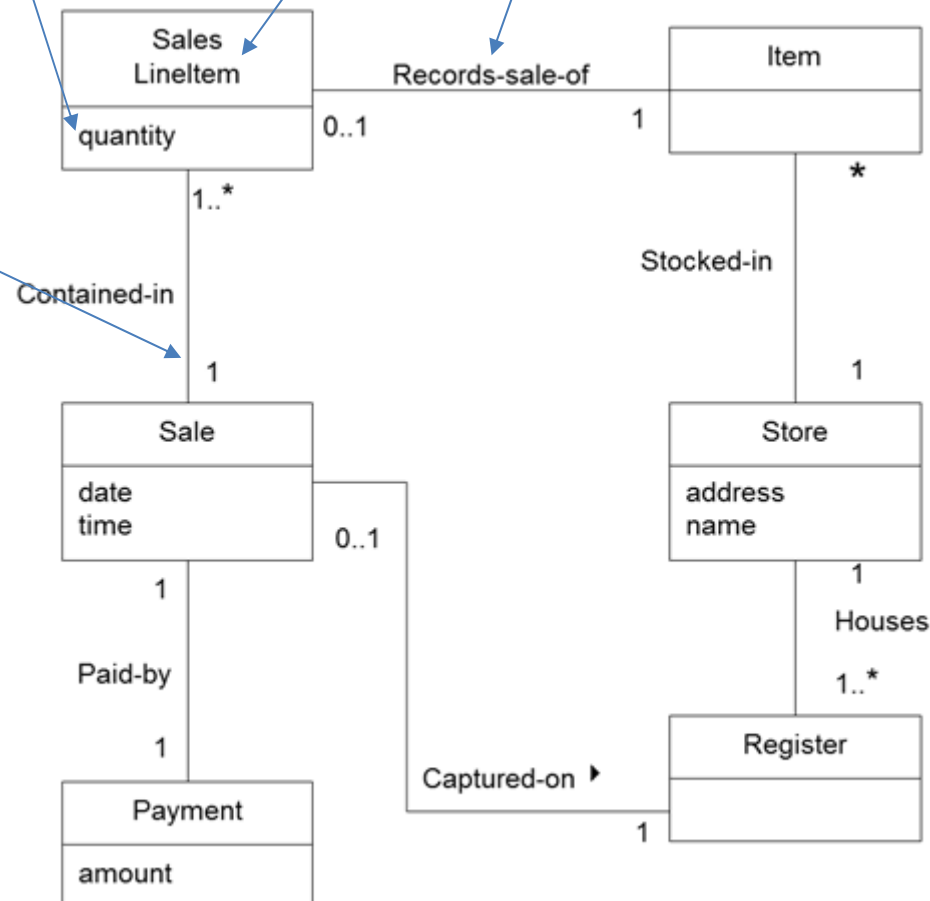 Sales
LineItem
quantity
Records-sale-of
0..1
1
Item
1..*
*
Contained-in
Stocked-in
1
1
Sale
date
time
Store
address
name
0..1
1
1
Houses
Paid-by
1..*
1
Register
Captured-on
1
Payment
amount